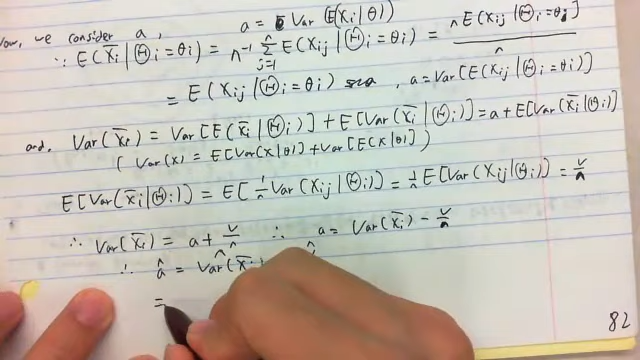 Now, we consider a, a = Var (E(X̄i|θ)
∵ E(X̄i|Θi=θi) = n⁻¹ Σ_{j=1}^{n} E(Xij|Θi=θi) = nE(Xij|Θi=θi] / n
= E(Xij|Θi=θi) , a = Var[E(Xij|Θi=θi)]
and, Var(X̄i) = Var[E(X̄i|Θi)] + E[Var(X̄i|Θi)] = a + E[Var(X̄i|Θi)]
( Var(X) = E[Var(X|θ)] + Var[E(X|θ)] )
E[Var(X̄i|Θi)] = E[1/n Var(Xij|Θi)] = 1/n E[Var(Xij|Θi)] = v/n
∴ Var(X̄i) = a + v/n ∴ a = Var(X̄i) - v/n
∴ â = Var^(X̄i)
=
82